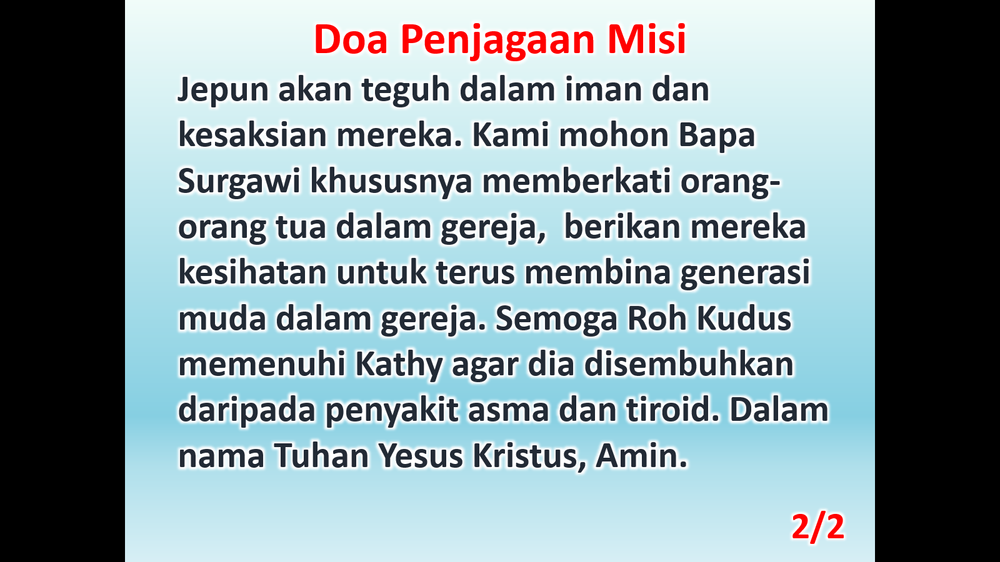 Doa Penjagaan Misi
Jepun akan teguh dalam iman dan
kesaksian mereka. Kami mohon Bapa
Surgawi khususnya memberkati orang-
orang tua dalam gereja,  berikan mereka
kesihatan untuk terus membina generasi
muda dalam gereja. Semoga Roh Kudus
memenuhi Kathy agar dia disembuhkan
daripada penyakit asma dan tiroid. Dalam
nama Tuhan Yesus Kristus, Amin.
2/2